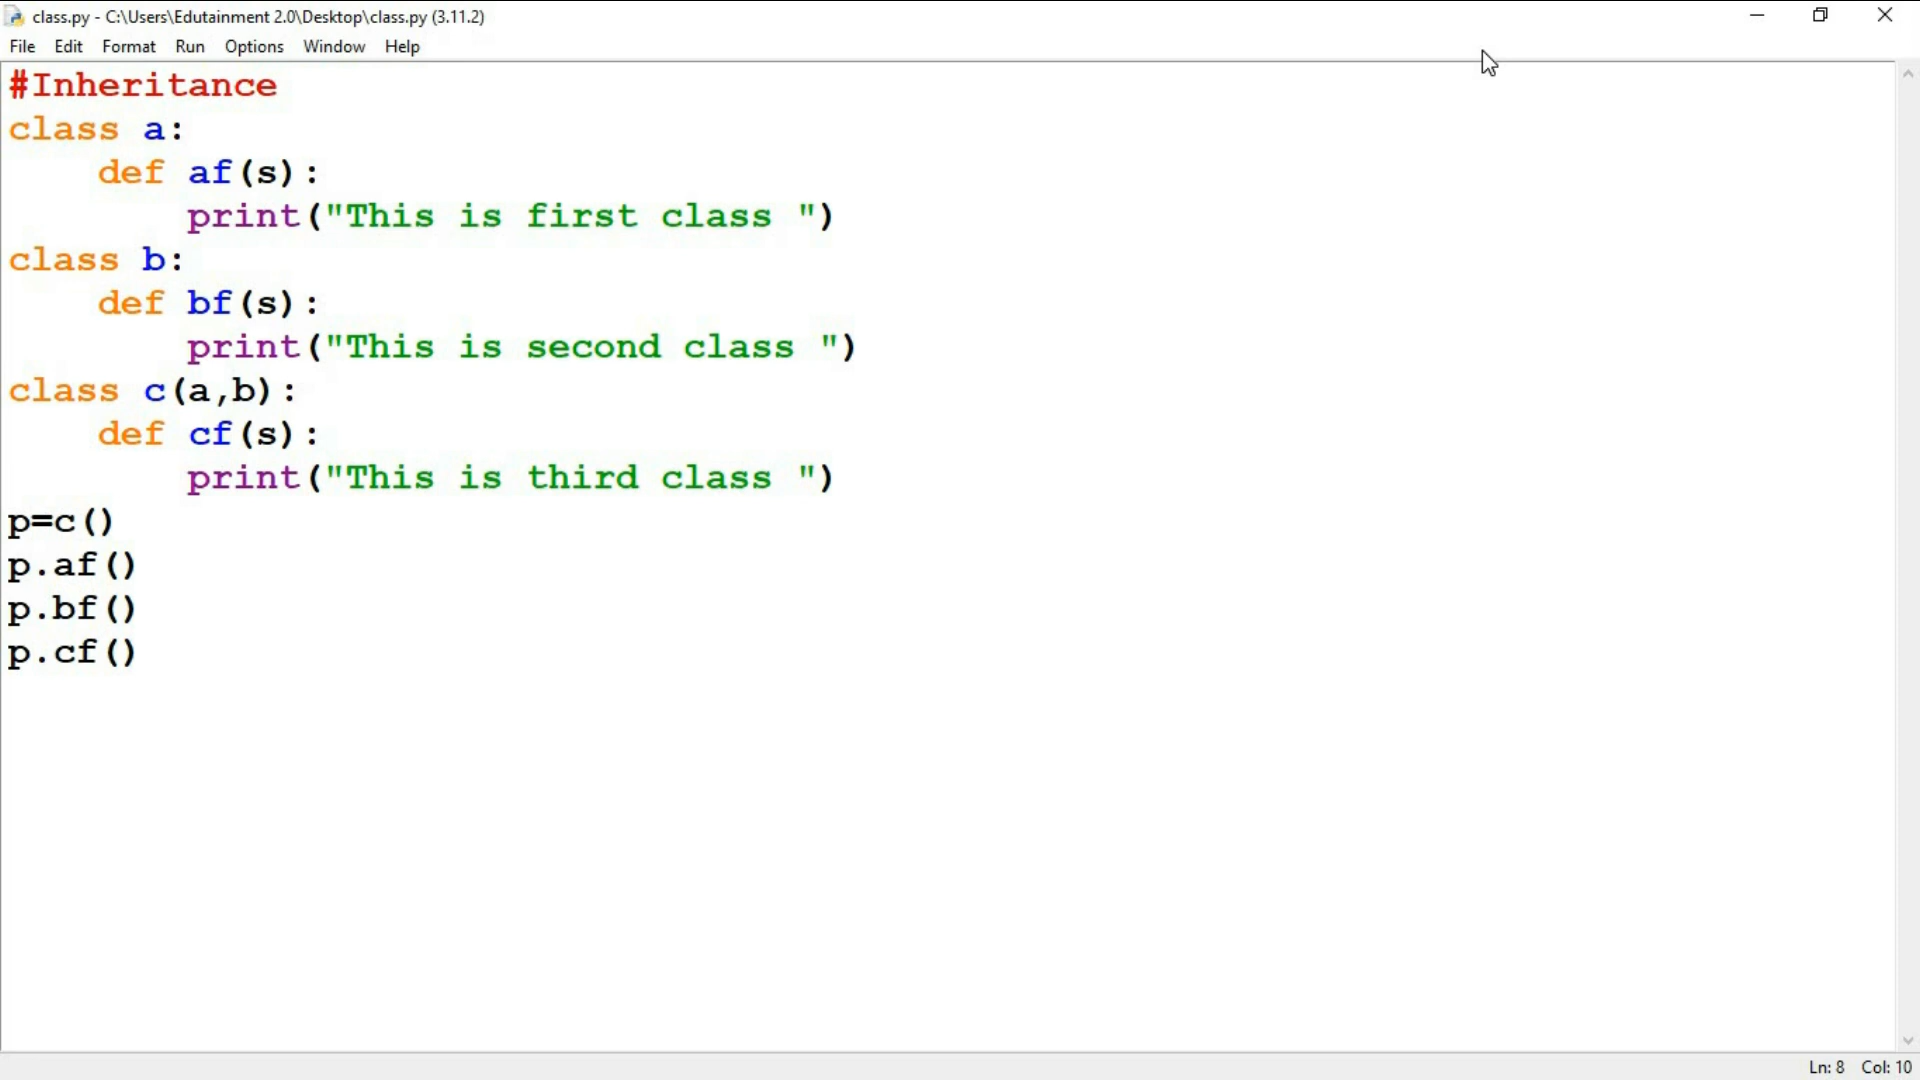 class.py - C:\Users\Edutainment 2.0\Desktop\class.py (3.11.2)
File Edit Format Run Options Window Help
#Inheritance
class a:
    def af(s):
        print("This is first class ")
class b:
    def bf(s):
        print("This is second class ")
class c(a,b):
    def cf(s):
        print("This is third class ")
p=c()
p.af()
p.bf()
p.cf()
Ln: 8 Col: 10